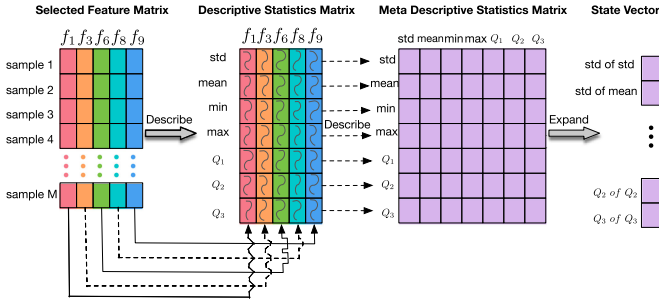 Selected Feature Matrix
Descriptive Statistics Matrix
Meta Descriptive Statistics Matrix
State Vector
f1 f3 f6 f8 f9
f1 f3 f6 f8 f9
std mean min max Q1 Q2 Q3
sample 1
sample 2
sample 3
sample 4
sample M
Describe
std
mean
min
max
Q1
Q2
Q3
Describe
std
mean
min
max
Q1
Q2
Q3
Expand
std of std
std of mean
Q2 of Q2
Q3 of Q3